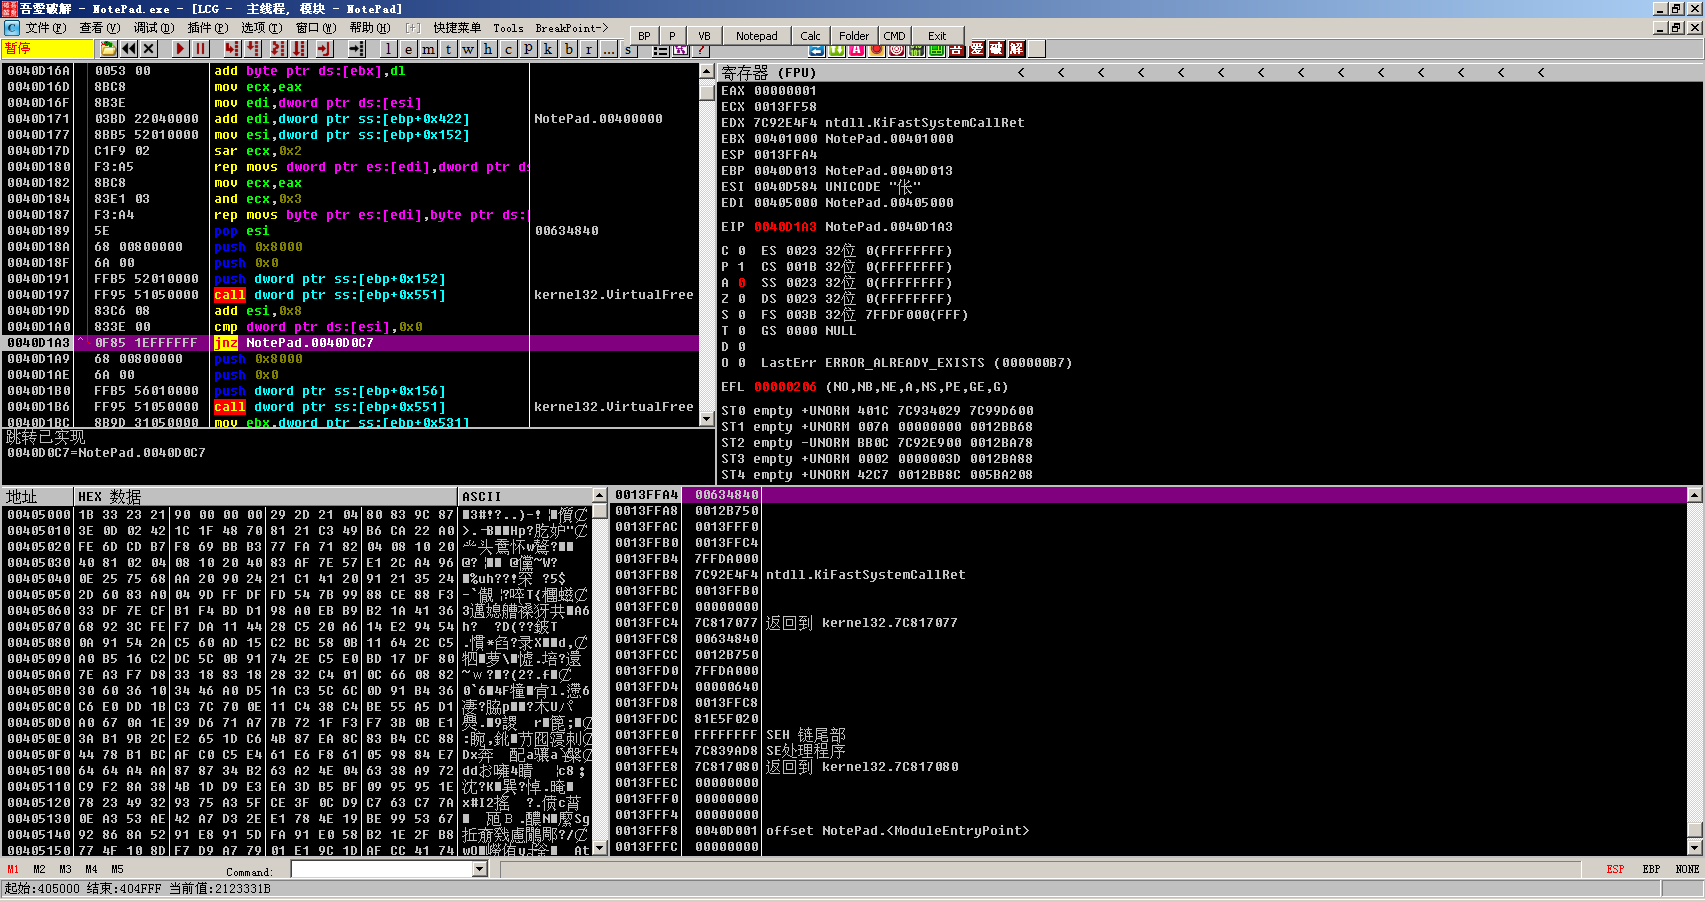 吾愛破解 - NotePad.exe - [LCG -  主线程, 模块 - NotePad]
文件(F) 查看(V) 调试(D) 插件(P) 选项(T) 窗口(W) 帮助(H) [+] 快捷菜单 Tools BreakPoint->
BP P VB Notepad Calc Folder CMD Exit
暂停 l e m t w h c p k b r ... s 吾 爱 破 解
0040D16A 0053 00 add byte ptr ds:[ebx],dl
0040D16D 8BC8 mov ecx,eax
0040D16F 8B3E mov edi,dword ptr ds:[esi]
0040D171 03BD 22040000 add edi,dword ptr ss:[ebp+0x422] NotePad.00400000
0040D177 8BB5 52010000 mov esi,dword ptr ss:[ebp+0x152]
0040D17D C1F9 02 sar ecx,0x2
0040D180 F3:A5 rep movs dword ptr es:[edi],dword ptr ds
0040D182 8BC8 mov ecx,eax
0040D184 83E1 03 and ecx,0x3
0040D187 F3:A4 rep movs byte ptr es:[edi],byte ptr ds:[
0040D189 5E pop esi 00634840
0040D18A 68 00800000 push 0x8000
0040D18F 6A 00 push 0x0
0040D191 FFB5 52010000 push dword ptr ss:[ebp+0x152]
0040D197 FF95 51050000 call dword ptr ss:[ebp+0x551] kernel32.VirtualFree
0040D19D 83C6 08 add esi,0x8
0040D1A0 833E 00 cmp dword ptr ds:[esi],0x0
0040D1A3 ^ 0F85 1EFFFFFF jnz NotePad.0040D0C7
0040D1A9 68 00800000 push 0x8000
0040D1AE 6A 00 push 0x0
0040D1B0 FFB5 56010000 push dword ptr ss:[ebp+0x156]
0040D1B6 FF95 51050000 call dword ptr ss:[ebp+0x551] kernel32.VirtualFree
0040D1BC 8B9D 31050000 mov ebx,dword ptr ss:[ebp+0x531]
跳转已实现
0040D0C7=NotePad.0040D0C7
寄存器 (FPU) < < < < < < < < < < < < < <
EAX 00000001
ECX 0013FF58
EDX 7C92E4F4 ntdll.KiFastSystemCallRet
EBX 00401000 NotePad.00401000
ESP 0013FFA4
EBP 0040D013 NotePad.0040D013
ESI 0040D584 UNICODE "伥"
EDI 00405000 NotePad.00405000
EIP 0040D1A3 NotePad.0040D1A3
C 0 ES 0023 32位 0(FFFFFFFF)
P 1 CS 001B 32位 0(FFFFFFFF)
A 0 SS 0023 32位 0(FFFFFFFF)
Z 0 DS 0023 32位 0(FFFFFFFF)
S 0 FS 003B 32位 7FFDF000(FFF)
T 0 GS 0000 NULL
D 0
O 0 LastErr ERROR_ALREADY_EXISTS (000000B7)
EFL 00000206 (NO,NB,NE,A,NS,PE,GE,G)
ST0 empty +UNORM 401C 7C934029 7C99D600
ST1 empty +UNORM 007A 00000000 0012BB68
ST2 empty -UNORM BB0C 7C92E900 0012BA78
ST3 empty +UNORM 0002 0000003D 0012BA88
ST4 empty +UNORM 42C7 0012BB8C 005BA208
地址 HEX 数据 ASCII
00405000 1B 33 23 21 90 00 00 00 29 2D 21 04 80 83 9C 87
00405010 3E 0D 02 42 1C 1F 48 70 81 21 C3 49 B6 CA 22 A0
00405020 FE 6D CD B7 F8 69 BB B3 77 FA 71 82 04 08 10 20
00405030 40 81 02 04 08 10 20 40 83 AF 7E 57 E1 2C A4 96
00405040 0E 25 75 68 AA 20 90 24 21 C1 41 20 91 21 35 24
00405050 2D 60 83 A0 04 9D FF DF FD 54 7B 99 88 CE 88 F3
00405060 33 DF 7E CF B1 F4 BD D1 98 A0 EB B9 B2 1A 41 36
00405070 68 92 3C FE F7 DA 11 44 28 C5 20 A6 14 E2 94 54
00405080 0A 91 54 2A C5 60 AD 15 C2 BC 58 0B 11 64 2C C5
00405090 A0 B5 16 C2 DC 5C 0B 91 74 2E C5 E0 BD 17 DF 80
004050A0 7E A3 F7 D8 33 18 83 18 28 32 C4 01 0C 66 08 82
004050B0 30 60 36 10 34 46 A0 D5 1A C3 5C 6C 0D 91 B4 36
004050C0 C6 E0 DD 1B C3 7C 70 0E 11 C4 38 C4 BE 55 A5 D1
004050D0 A0 67 0A 1E 39 D6 71 A7 7B 72 1F F3 F7 3B 0B E1
004050E0 3A B1 9B 2C E2 65 1D C6 4B 87 EA 8C 83 B4 CC 88
004050F0 44 78 B1 BC AF C0 C5 E4 61 E6 F8 61 05 98 84 E7
00405100 64 64 A4 AA 87 87 34 B2 63 A2 4E 04 63 38 A9 72
00405110 C9 F2 8A 38 4B 1D D9 E3 EA 3D B5 BF 09 95 95 1E
00405120 78 23 49 32 93 75 A3 5F CE 3F 0C D9 C7 63 C7 7A
00405130 0E A3 53 AE 42 A7 D3 2E E1 78 4E 19 BE 99 53 67
00405140 92 86 8A 52 91 E8 91 5D FA 91 E0 58 B2 1E 2F B8
00405150 77 4F 10 8D F7 D9 A7 79 01 E1 9C 1D AF CC 41 74
0013FFA4 00634840
0013FFA8 0012B750
0013FFAC 0013FFF0
0013FFB0 0013FFC4
0013FFB4 7FFDA000
0013FFB8 7C92E4F4 ntdll.KiFastSystemCallRet
0013FFBC 0013FFB0
0013FFC0 00000000
0013FFC4 7C817077 返回到 kernel32.7C817077
0013FFC8 00634840
0013FFCC 0012B750
0013FFD0 7FFDA000
0013FFD4 00000640
0013FFD8 0013FFC8
0013FFDC 81E5F020
0013FFE0 FFFFFFFF SEH 链尾部
0013FFE4 7C839AD8 SE处理程序
0013FFE8 7C817080 返回到 kernel32.7C817080
0013FFEC 00000000
0013FFF0 00000000
0013FFF4 00000000
0013FFF8 0040D001 offset NotePad.<ModuleEntryPoint>
0013FFFC 00000000
M1 M2 M3 M4 M5 Command: ESP EBP NONE
起始:405000 结束:404FFF 当前值:2123331B